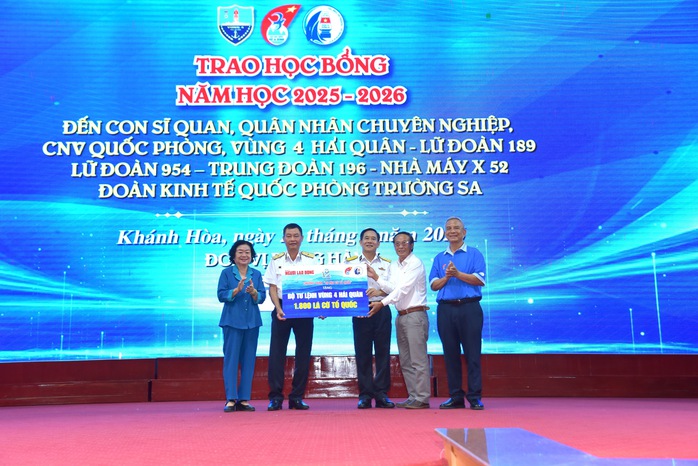 TRAO HỌC BỔNG
NĂM HỌC 2025 - 2026
ĐẾN CON SĨ QUAN, QUÂN NHÂN CHUYÊN NGHIỆP,
CNV QUỐC PHÒNG, VÙNG 4 HẢI QUÂN - LỮ ĐOÀN 189
LỮ ĐOÀN 954 – TRUNG ĐOÀN 196 - NHÀ MÁY X 52
ĐOÀN KINH TẾ QUỐC PHÒNG TRƯỜNG SA
Khánh Hòa, ngày
NGƯỜI LAO ĐỘNG
TẶNG
BỘ TƯ LỆNH VÙNG 4 HẢI QUÂN
1.000 LÁ CỜ TỔ QUỐC